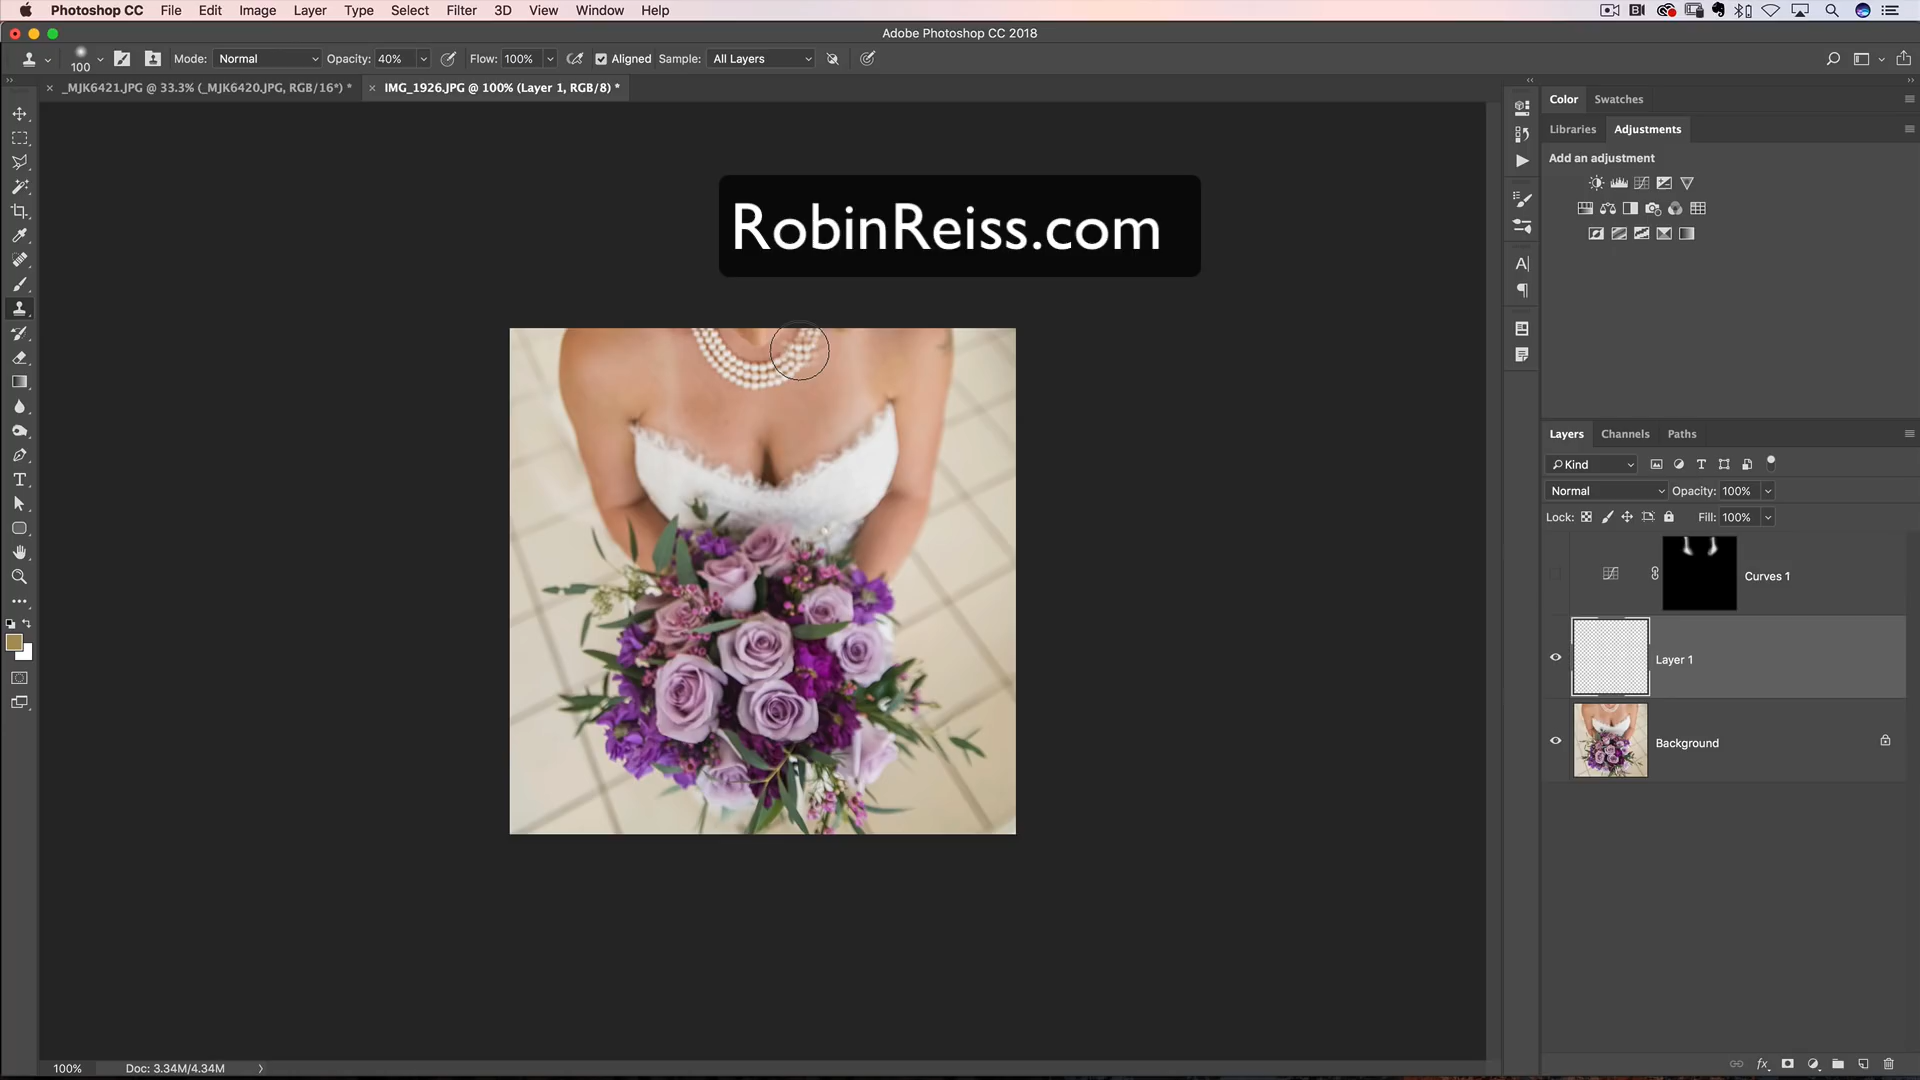 Photoshop CC File Edit Image Layer Type Select Filter 3D View Window Help
Adobe Photoshop CC 2018
100 Mode: Normal Opacity: 40% Flow: 100% Aligned Sample: All Layers
_MJK6421.JPG @ 33.3% (_MJK6420.JPG, RGB/16*) * IMG_1926.JPG @ 100% (Layer 1, RGB/8) *
Color Swatches
Libraries Adjustments
Add an adjustment
RobinReiss.com
Layers Channels Paths
Kind
Normal Opacity: 100%
Lock: Fill: 100%
Curves 1
Layer 1
Background
100% Doc: 3.34M/4.34M